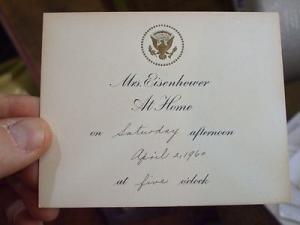 Mrs. Eisenhower
At Home
on Saturday afternoon
April 2, 1960
at five o'clock